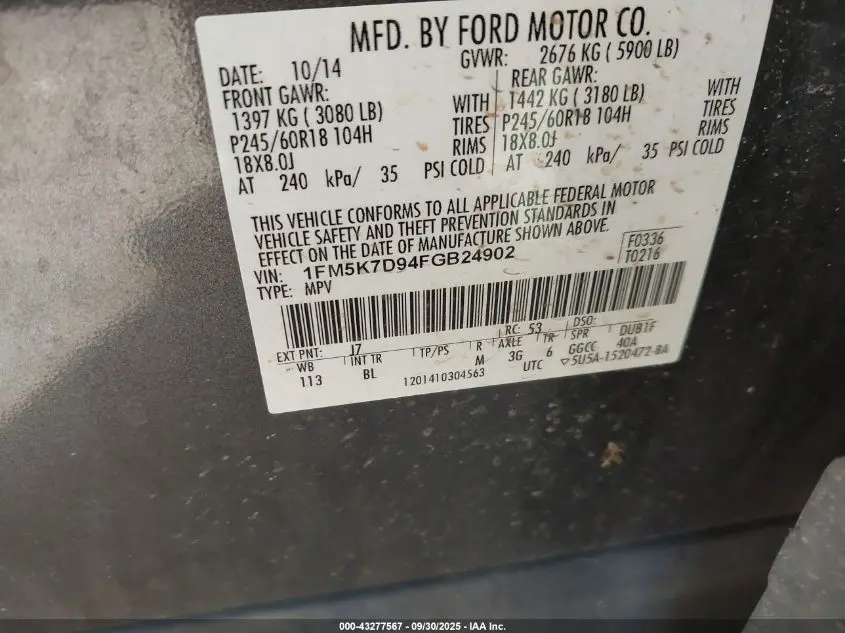 MFD. BY FORD MOTOR CO.
DATE: 10/14
GVWR: 2676 KG ( 5900 LB)
FRONT GAWR:
1397 KG ( 3080 LB) WITH
P245/60R18 104H TIRES
18X8.0J RIMS
AT 240 kPa/ 35 PSI COLD
REAR GAWR:
1442 KG ( 3180 LB) WITH
P245/60R18 104H TIRES
18X8.0J RIMS
AT 240 kPa/ 35 PSI COLD
THIS VEHICLE CONFORMS TO ALL APPLICABLE FEDERAL MOTOR
VEHICLE SAFETY AND THEFT PREVENTION STANDARDS IN
EFFECT ON THE DATE OF MANUFACTURE SHOWN ABOVE.
VIN: 1FM5K7D94FGB24902
TYPE: MPV
F0336
T0216
EXT PNT: J7 RC: 53 DSO:
WB INT TR TP/PS R AXLE TR SPR DUB1F
113 BL M 3G 6 GGCC 40A
1201410304563 UTC ▽5U5A-1520472-BA
000-43277567 - 09/30/2025 - IAA Inc.